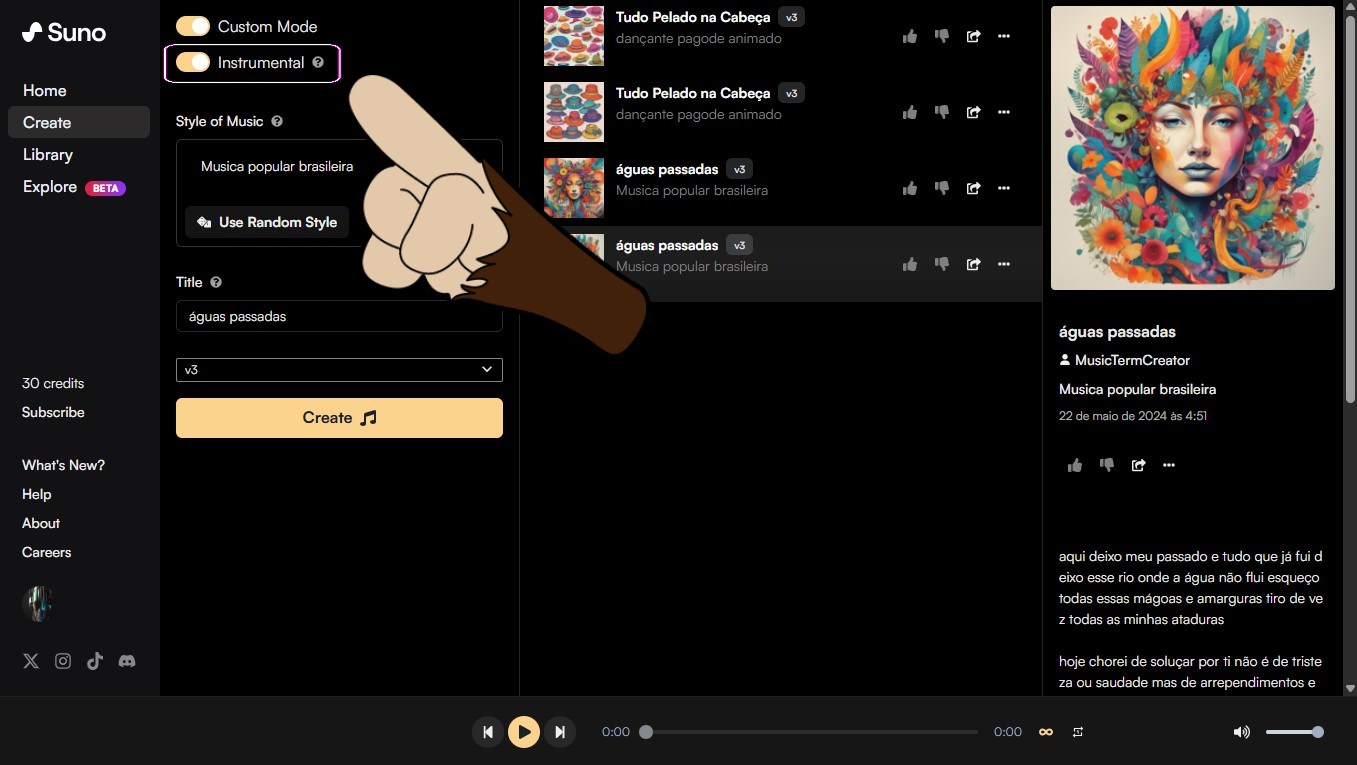 Suno
Home
Create
Library
Explore BETA
30 credits
Subscribe
What's New?
Help
About
Careers
Custom Mode
Instrumental ?
Style of Music ?
Musica popular brasileira
Use Random Style
Title ?
águas passadas
v3
Create
Tudo Pelado na Cabeça v3
dançante pagode animado
Tudo Pelado na Cabeça v3
dançante pagode animado
águas passadas v3
Musica popular brasileira
águas passadas v3
Musica popular brasileira
águas passadas
MusicTermCreator
Musica popular brasileira
22 de maio de 2024 às 4:51
aqui deixo meu passado e tudo que já fui d
eixo esse rio onde a água não flui esqueço
todas essas mágoas e amarguras tiro de ve
z todas as minhas ataduras
hoje chorei de soluçar por ti não é de triste
za ou saudade mas de arrependimentos e
0:00
0:00